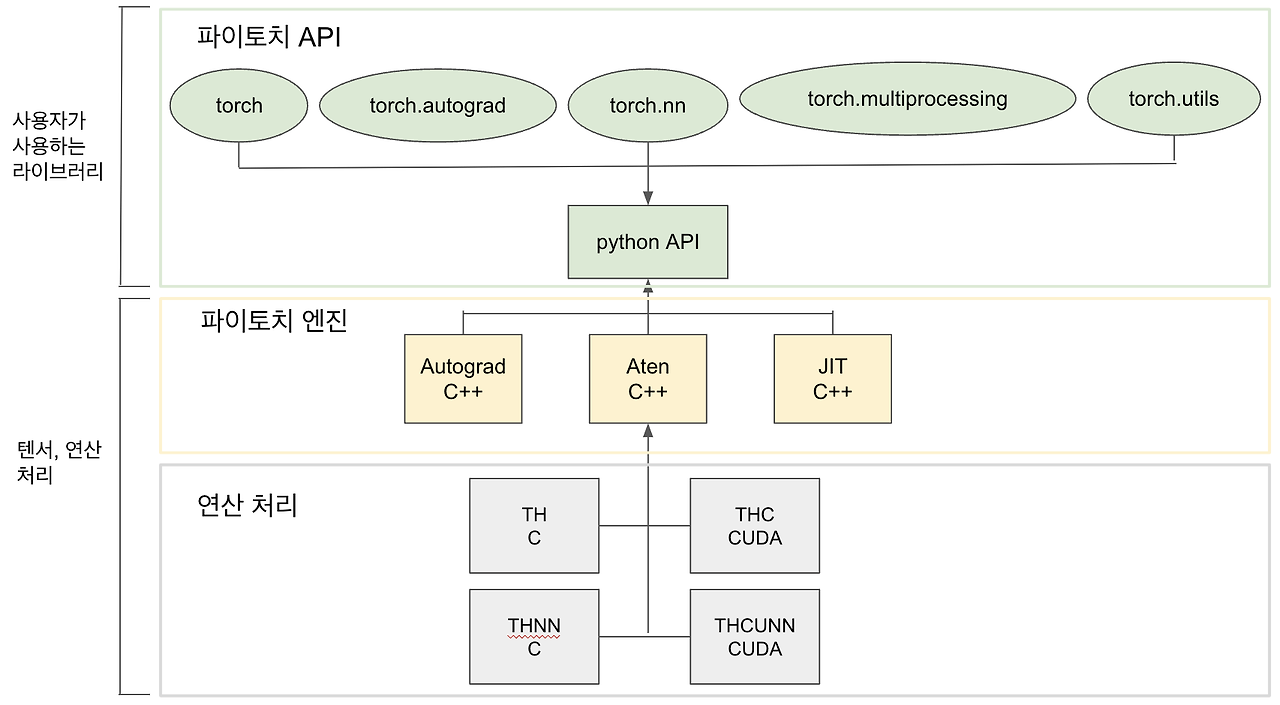 파이토치 API
torch
torch.autograd
torch.nn
torch.multiprocessing
torch.utils
사용자가
사용하는
라이브러리
python API
파이토치 엔진
Autograd
C++
Aten
C++
JIT
C++
텐서, 연산
처리
연산 처리
TH
C
THC
CUDA
THNN
C
THCUNN
CUDA